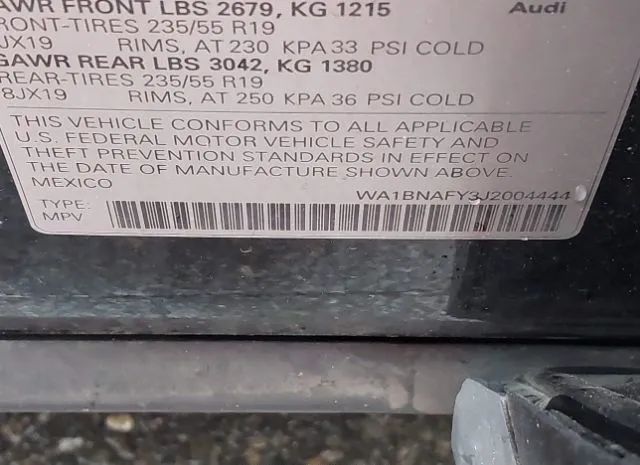 AWR FRONT LBS 2679, KG 1215 Audi
RONT-TIRES 235/55 R19
JX19 RIMS, AT 230 KPA 33 PSI COLD
GAWR REAR LBS 3042, KG 1380
REAR-TIRES 235/55 R19
8JX19 RIMS, AT 250 KPA 36 PSI COLD
THIS VEHICLE CONFORMS TO ALL APPLICABLE
U.S. FEDERAL MOTOR VEHICLE SAFETY AND
THEFT PREVENTION STANDARDS IN EFFECT ON
THE DATE OF MANUFACTURE SHOWN ABOVE.
MEXICO WA1BNAFY3J2004444
TYPE:
MPV